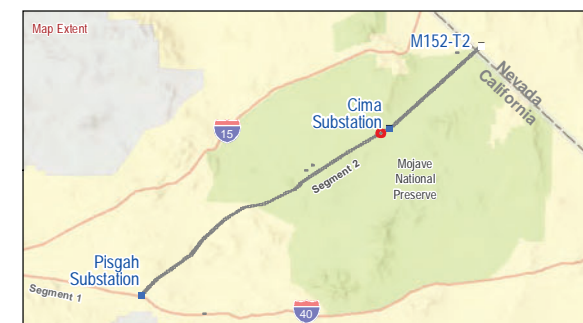 Map Extent
M152-T2
Nevada
California
Cima
Substation
15
Mojave
National
Preserve
Segment 2
Pisgah
Substation
Segment 1
40